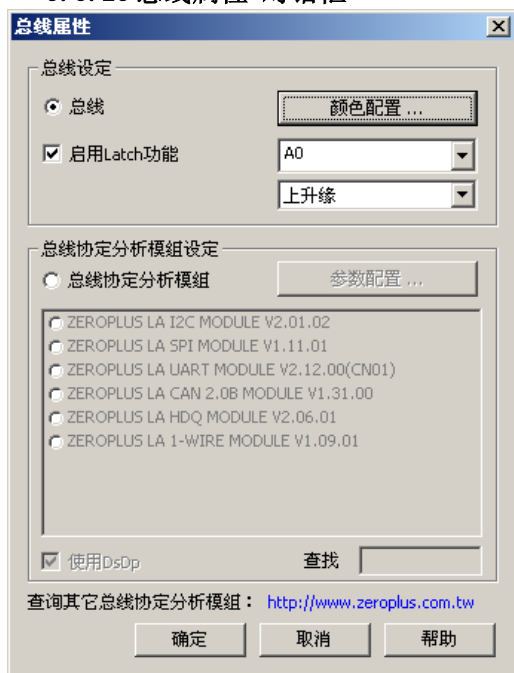 总线属性
总线设定
总线
颜色配置 ...
启用Latch功能
A0
上升缘
总线协定分析模组设定
总线协定分析模组
参数配置 ...
ZEROPLUS LA I2C MODULE V2.01.02
ZEROPLUS LA SPI MODULE V1.11.01
ZEROPLUS LA UART MODULE V2.12.00(CN01)
ZEROPLUS LA CAN 2.0B MODULE V1.31.00
ZEROPLUS LA HDQ MODULE V2.06.01
ZEROPLUS LA 1-WIRE MODULE V1.09.01
使用DsDp
查找
查询其它总线协定分析模组： http://www.zeroplus.com.tw
确定
取消
帮助